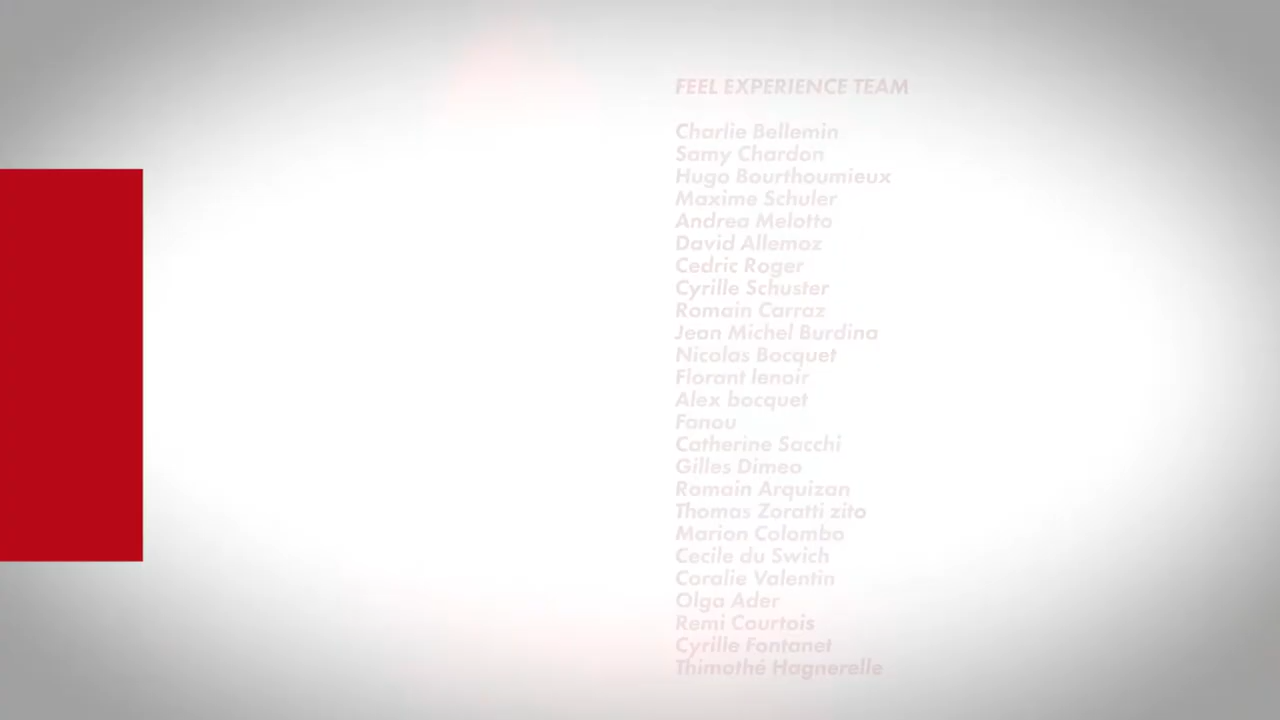 FEEL EXPERIENCE TEAM
Charlie Bellemin
Samy Chardon
Hugo Bourthoumieux
Maxime Schuler
Andrea Melotto
David Allemoz
Cedric Roger
Cyrille Schuster
Romain Carraz
Jean Michel Burdina
Nicolas Bocquet
Florant lenoir
Alex bocquet
Fanou
Catherine Sacchi
Gilles Dimeo
Romain Arquizan
Thomas Zoratti zito
Marion Colombo
Cecile du Swich
Coralie Valentin
Olga Ader
Remi Courtois
Cyrille Fontanet
Thimothé Hagnerelle